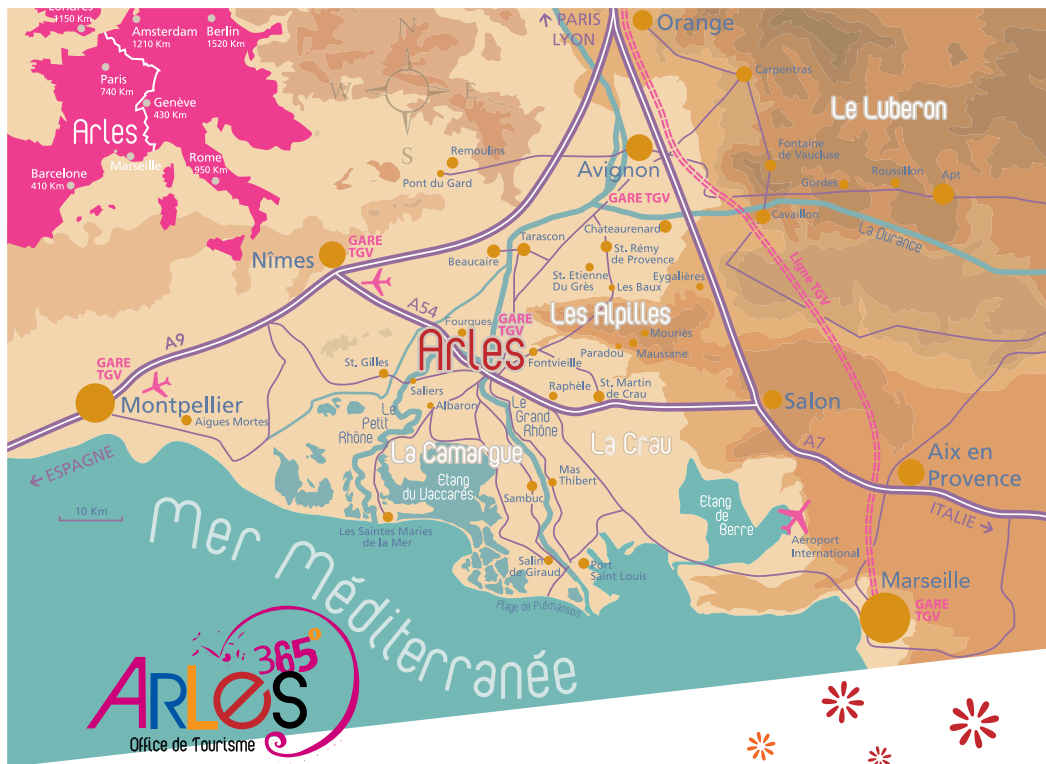 Londres
1150 Km
Amsterdam
1210 Km
Berlin
1520 Km
Paris
740 Km
Genève
430 Km
Arles
Marseille
Barcelone
410 Km
Rome
950 Km
N
W
E
S
↑ PARIS
LYON
Orange
Carpentras
Le Luberon
Remoulins
Pont du Gard
Avignon
GARE TGV
Fontaine
de Vaucluse
Gordes
Roussillon
Apt
Cavaillon
La Durance
Chateaurenard
Tarascon
Beaucaire
St. Rémy
de Provence
St. Etienne
Du Grès
Les Baux
Eygalières
Ligne TGV
GARE
TGV
Nîmes
A54
A9
Les Alpilles
Mouriès
Maussane
Paradou
Fourques
GARE
TGV
Arles
Fontvieille
St. Gilles
Saliers
Albaron
Raphèle
St. Martin
de Crau
Salon
GARE
TGV
Montpellier
Aigues Mortes
Le
Petit
Rhône
Le
Grand
Rhône
La Crau
A7
La Camargue
Etang
du Vaccarès
Mas
Thibert
Sambuc
Etang
de
Berre
Aix en
Provence
ITALIE →
← ESPAGNE
10 Km
Les Saintes Maries
de la Mer
Aéroport
International
Salin
de Giraud
Port
Saint Louis
Plage de Piémanson
Marseille
GARE
TGV
Mer Méditerranée
365°
ARLES
Office de Tourisme